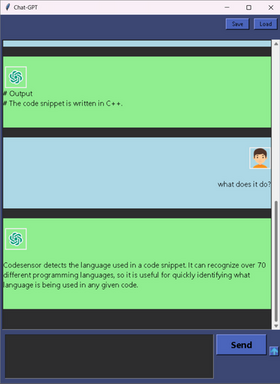 Chat-GPT
Save
Load
# Output
# The code snippet is written in C++.
what does it do?
Codesensor detects the language used in a code snippet. It can recognize over 70
different programming languages, so it is useful for quickly identifying what
language is being used in any given code.
Send